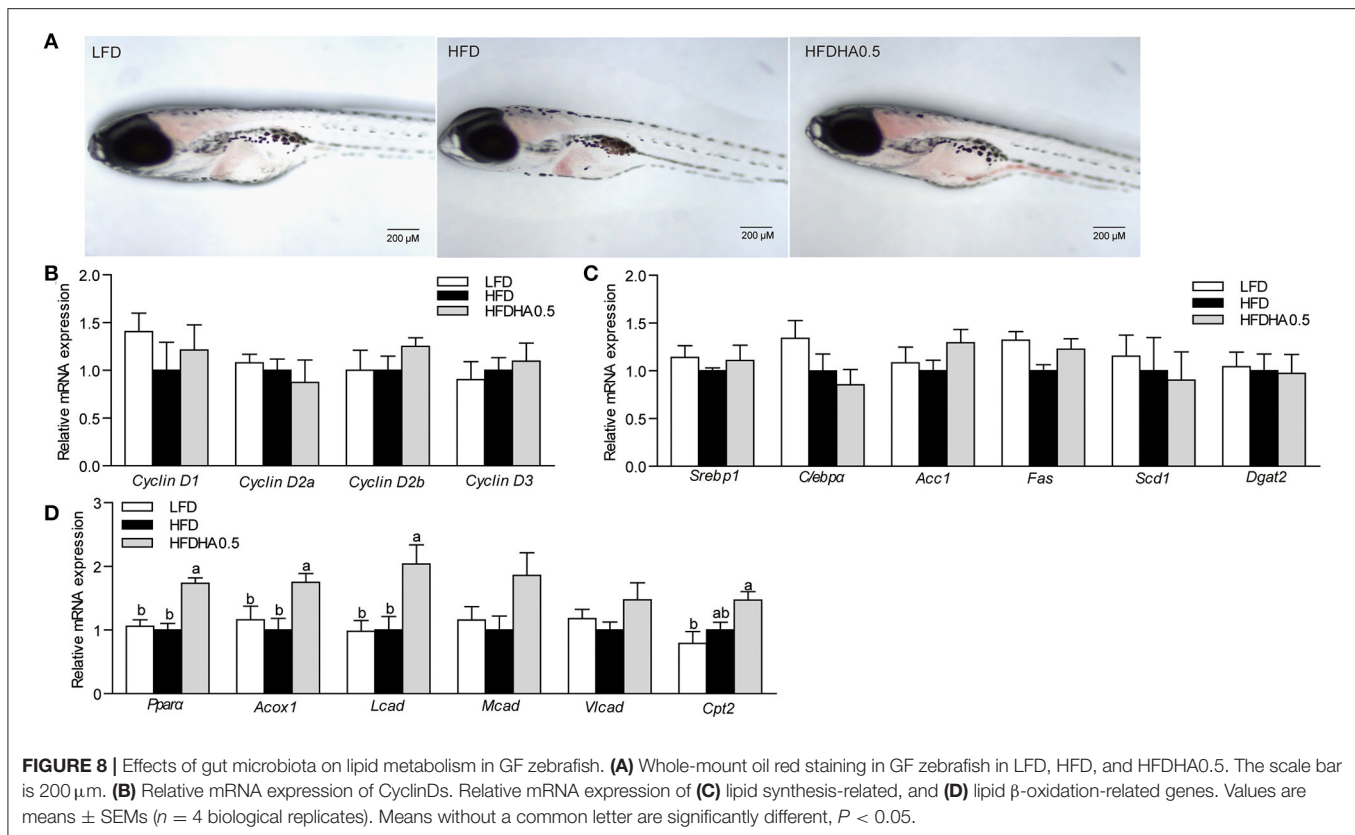 A
LFD
HFD
HFDHA0.5
200 µM
200 µM
200 µM
B
Relative mRNA expression
2.0
1.5
1.0
0.5
0.0
LFD
HFD
HFDHA0.5
Cyclin D1
Cyclin D2a
Cyclin D2b
Cyclin D3
C
Relative mRNA expression
2.0
1.5
1.0
0.5
0.0
LFD
HFD
HFDHA0.5
Srebp1
C/ebpα
Acc1
Fas
Scd1
Dgat2
D
Relative mRNA expression
3
2
1
0
LFD
HFD
HFDHA0.5
b b a
b b a
b b a
b ab a
Pparα
Acox1
Lcad
Mcad
Vlcad
Cpt2
FIGURE 8 | Effects of gut microbiota on lipid metabolism in GF zebrafish. (A) Whole-mount oil red staining in GF zebrafish in LFD, HFD, and HFDHA0.5. The scale bar
is 200 µm. (B) Relative mRNA expression of CyclinDs. Relative mRNA expression of (C) lipid synthesis-related, and (D) lipid β-oxidation-related genes. Values are
means ± SEMs (n = 4 biological replicates). Means without a common letter are significantly different, P < 0.05.